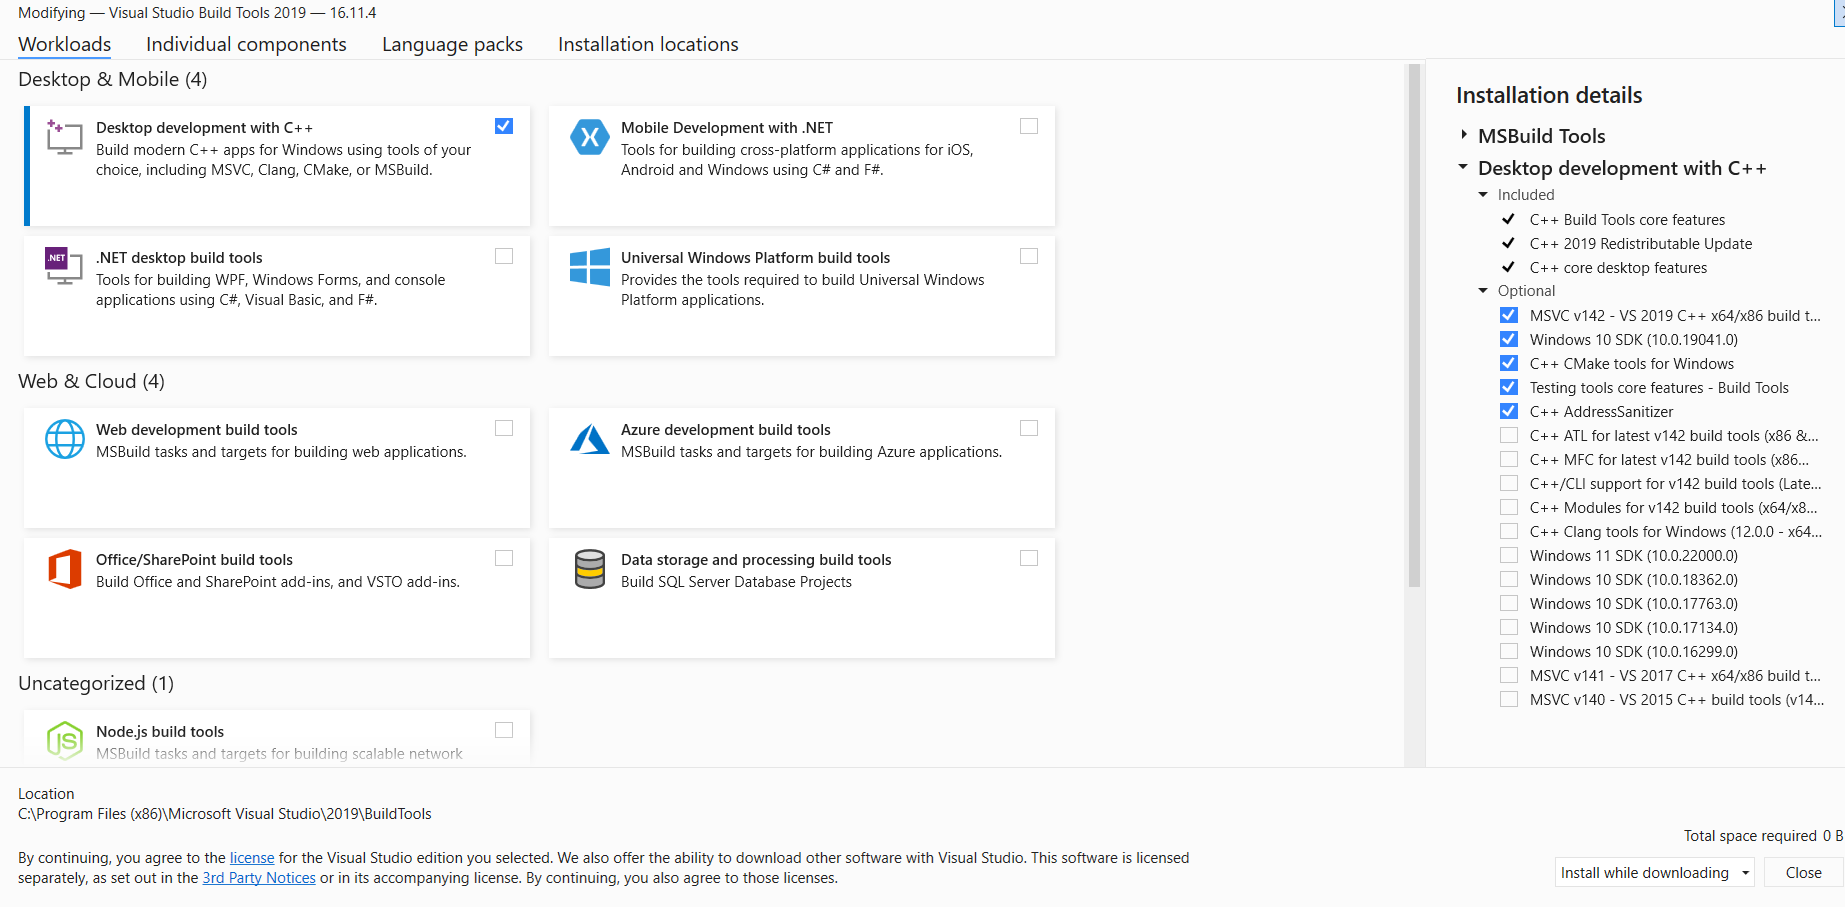 Modifying — Visual Studio Build Tools 2019 — 16.11.4
Workloads
Individual components
Language packs
Installation locations
Desktop & Mobile (4)
Desktop development with C++
Build modern C++ apps for Windows using tools of your
choice, including MSVC, Clang, CMake, or MSBuild.
Mobile Development with .NET
Tools for building cross-platform applications for iOS,
Android and Windows using C# and F#.
.NET
.NET desktop build tools
Tools for building WPF, Windows Forms, and console
applications using C#, Visual Basic, and F#.
Universal Windows Platform build tools
Provides the tools required to build Universal Windows
Platform applications.
Web & Cloud (4)
Web development build tools
MSBuild tasks and targets for building web applications.
Azure development build tools
MSBuild tasks and targets for building Azure applications.
Office/SharePoint build tools
Build Office and SharePoint add-ins, and VSTO add-ins.
Data storage and processing build tools
Build SQL Server Database Projects
Uncategorized (1)
JS
Node.js build tools
MSBuild tasks and targets for building scalable network
Installation details
MSBuild Tools
Desktop development with C++
Included
C++ Build Tools core features
C++ 2019 Redistributable Update
C++ core desktop features
Optional
MSVC v142 - VS 2019 C++ x64/x86 build t...
Windows 10 SDK (10.0.19041.0)
C++ CMake tools for Windows
Testing tools core features - Build Tools
C++ AddressSanitizer
C++ ATL for latest v142 build tools (x86 &...
C++ MFC for latest v142 build tools (x86...
C++/CLI support for v142 build tools (Late...
C++ Modules for v142 build tools (x64/x8...
C++ Clang tools for Windows (12.0.0 - x64...
Windows 11 SDK (10.0.22000.0)
Windows 10 SDK (10.0.18362.0)
Windows 10 SDK (10.0.17763.0)
Windows 10 SDK (10.0.17134.0)
Windows 10 SDK (10.0.16299.0)
MSVC v141 - VS 2017 C++ x64/x86 build t...
MSVC v140 - VS 2015 C++ build tools (v14...
Location
C:\Program Files (x86)\Microsoft Visual Studio\2019\BuildTools
Total space required 0 B
By continuing, you agree to the license for the Visual Studio edition you selected. We also offer the ability to download other software with Visual Studio. This software is licensed
separately, as set out in the 3rd Party Notices or in its accompanying license. By continuing, you also agree to those licenses.
Install while downloading
Close